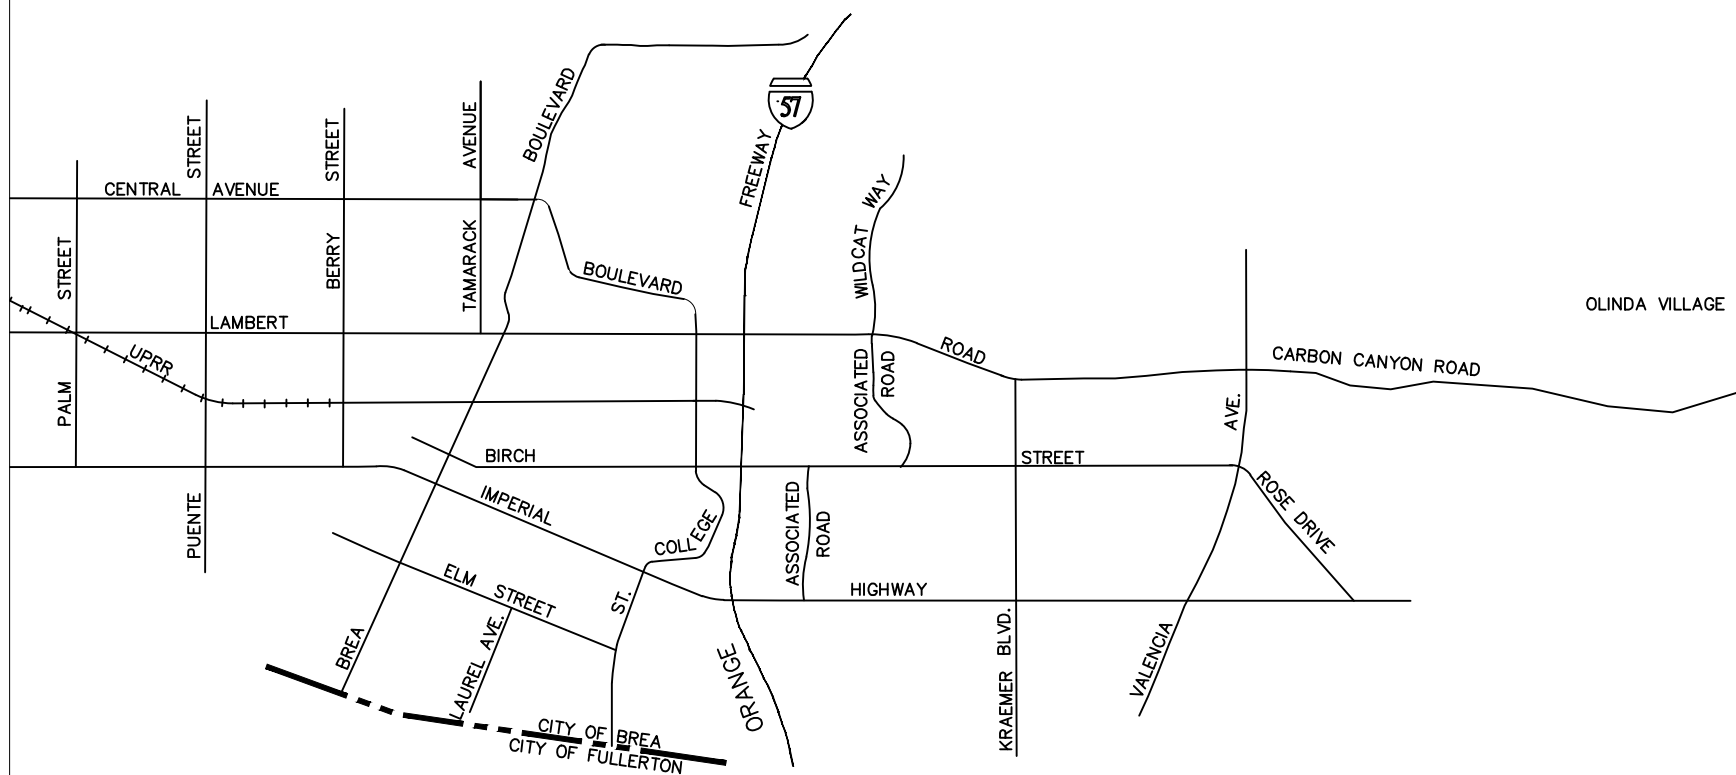 BOULEVARD
57
FREEWAY
STREET
STREET
AVENUE
CENTRAL AVENUE
WILDCAT WAY
STREET
BERRY
TAMARACK
BOULEVARD
OLINDA VILLAGE
LAMBERT
ROAD
UPRR
ASSOCIATED
ROAD
CARBON CANYON ROAD
PALM
AVE.
BIRCH
STREET
PUENTE
IMPERIAL
COLLEGE
ASSOCIATED
ROAD
ROSE DRIVE
ELM STREET
ST.
HIGHWAY
BREA
LAUREL AVE.
ORANGE
KRAEMER BLVD.
VALENCIA
CITY OF BREA
CITY OF FULLERTON